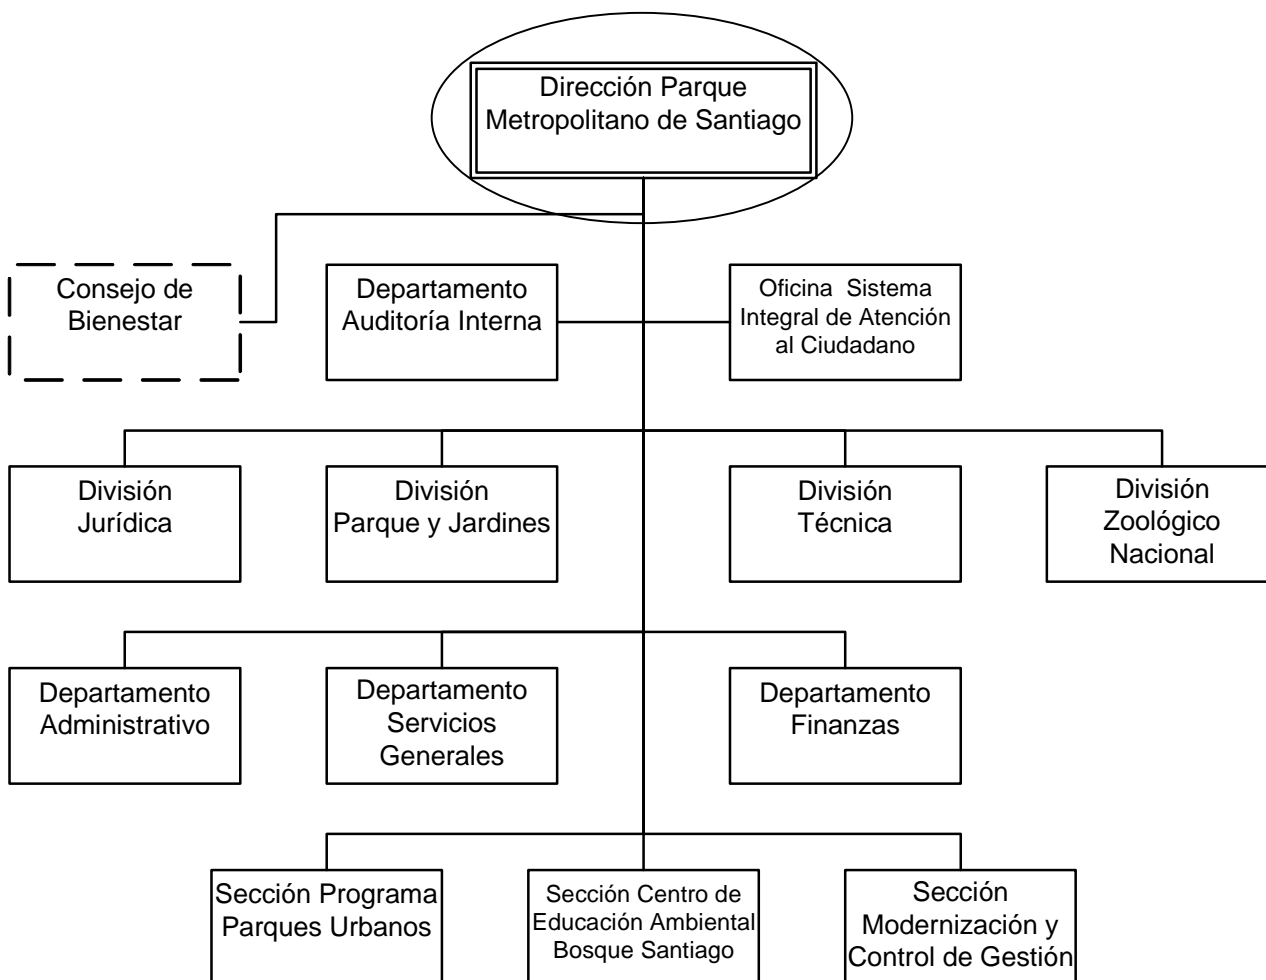 Dirección Parque
Metropolitano de Santiago
Consejo de
Bienestar
Departamento
Auditoría Interna
Oficina Sistema
Integral de Atención
al Ciudadano
División
Jurídica
División
Parque y Jardines
División
Técnica
División
Zoológico
Nacional
Departamento
Administrativo
Departamento
Servicios
Generales
Departamento
Finanzas
Sección Programa
Parques Urbanos
Sección Centro de
Educación Ambiental
Bosque Santiago
Sección
Modernización y
Control de Gestión